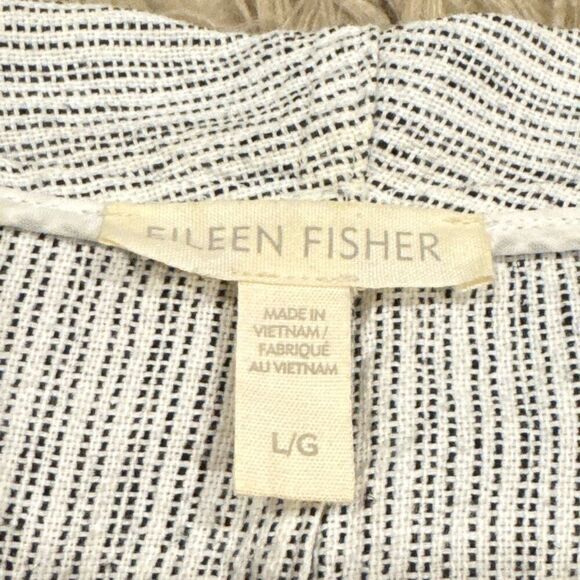 EILEEN FISHER
MADE IN
VIETNAM /
FABRIQUÉ
AU VIETNAM
L/G